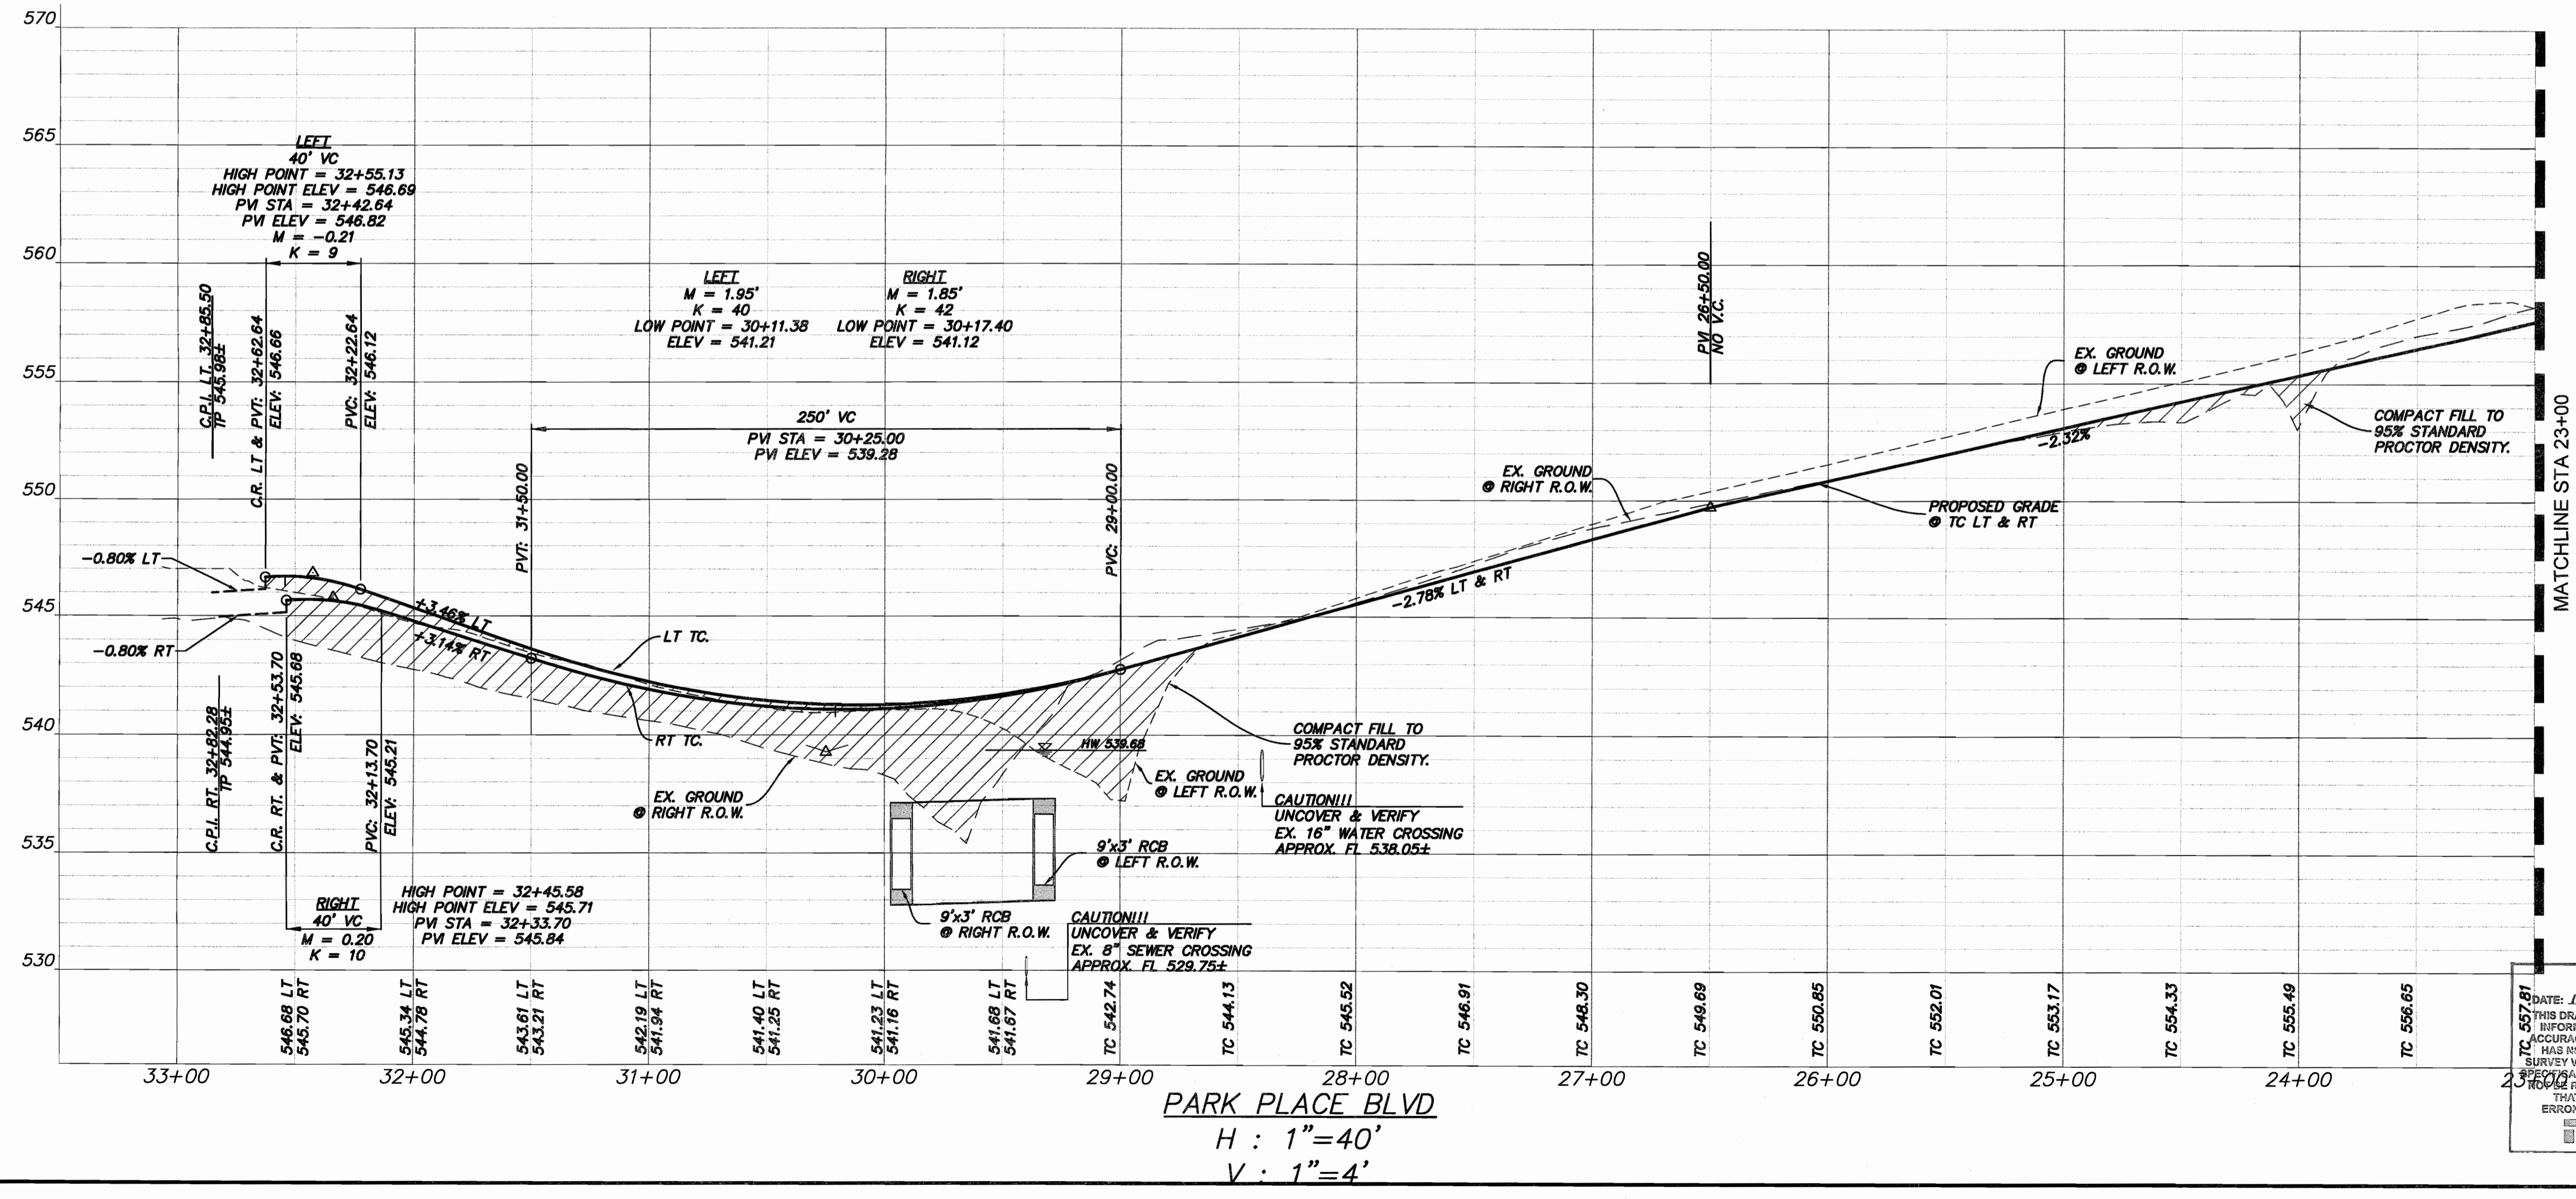 570
565
560
555
550
545
540
535
530
LEFT
40' VC
HIGH POINT = 32+55.13
HIGH POINT ELEV = 546.69
PVI STA = 32+42.64
PVI ELEV = 546.82
M = -0.21
K = 9
C.P.I. LT. 32+85.50
TP 545.98±
C.R. LT & PVT: 32+62.64
ELEV: 546.66
PVC: 32+22.64
ELEV: 546.12
LEFT
M = 1.95'
K = 40
LOW POINT = 30+11.38
ELEV = 541.21
RIGHT
M = 1.85'
K = 42
LOW POINT = 30+17.40
ELEV = 541.12
250' VC
PVI STA = 30+25.00
PVI ELEV = 539.28
PVT: 31+50.00
PVC: 29+00.00
PVI 26+50.00
NO V.C.
EX. GROUND
@ LEFT R.O.W.
COMPACT FILL TO
95% STANDARD
PROCTOR DENSITY.
-2.32%
EX. GROUND
@ RIGHT R.O.W.
PROPOSED GRADE
@ TC LT & RT
-2.78% LT & RT
MATCHLINE STA 23+00
-0.80% LT
+3.46% LT
+3.14% RT
-0.80% RT
LT TC.
RT TC.
C.P.I. RT. 32+82.28
TP 544.95±
C.R. RT. & PVT: 32+53.70
ELEV: 545.68
PVC: 32+13.70
ELEV: 545.21
HW 539.68
COMPACT FILL TO
95% STANDARD
PROCTOR DENSITY.
EX. GROUND
@ RIGHT R.O.W.
EX. GROUND
@ LEFT R.O.W.
CAUTION!!!
UNCOVER & VERIFY
EX. 16" WATER CROSSING
APPROX. FL 538.05±
9'x3' RCB
@ LEFT R.O.W.
9'x3' RCB
@ RIGHT R.O.W.
CAUTION!!!
UNCOVER & VERIFY
EX. 8" SEWER CROSSING
APPROX. FL 529.75±
RIGHT
40' VC
M = 0.20
K = 10
HIGH POINT = 32+45.58
HIGH POINT ELEV = 545.71
PVI STA = 32+33.70
PVI ELEV = 545.84
546.68 LT
545.70 RT
545.34 LT
544.78 RT
543.61 LT
543.21 RT
542.19 LT
541.94 RT
541.40 LT
541.25 RT
541.23 LT
541.16 RT
541.68 LT
541.67 RT
TC 542.74
TC 544.13
TC 545.52
TC 546.91
TC 548.30
TC 549.69
TC 550.85
TC 552.01
TC 553.17
TC 554.33
TC 555.49
TC 556.65
TC 557.81
33+00
32+00
31+00
30+00
29+00
28+00
27+00
26+00
25+00
24+00
23+00
PARK PLACE BLVD
H : 1"=40'
V : 1"=4'
DATE:
THIS
SURVEY